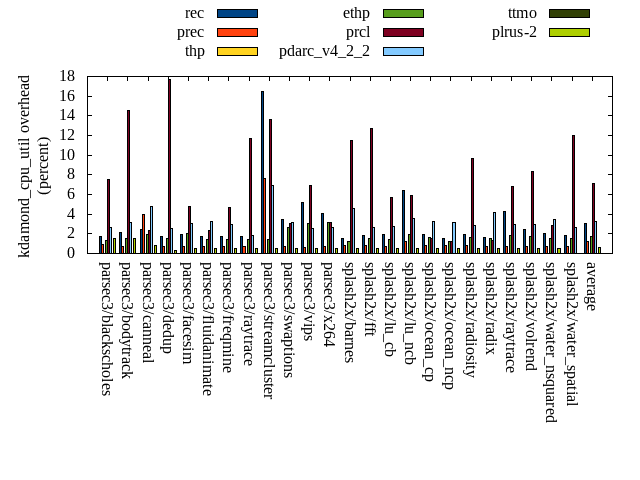 rec
prec
thp
ethp
prcl
pdarc_v4_2_2
ttmo
plrus-2
kdamond_cpu_util overhead
(percent)
18
16
14
12
10
8
6
4
2
0
parsec3/blackscholes
parsec3/bodytrack
parsec3/canneal
parsec3/dedup
parsec3/facesim
parsec3/fluidanimate
parsec3/freqmine
parsec3/raytrace
parsec3/streamcluster
parsec3/swaptions
parsec3/vips
parsec3/x264
splash2x/barnes
splash2x/fft
splash2x/lu_cb
splash2x/lu_ncb
splash2x/ocean_cp
splash2x/ocean_ncp
splash2x/radiosity
splash2x/radix
splash2x/raytrace
splash2x/volrend
splash2x/water_nsquared
splash2x/water_spatial
average